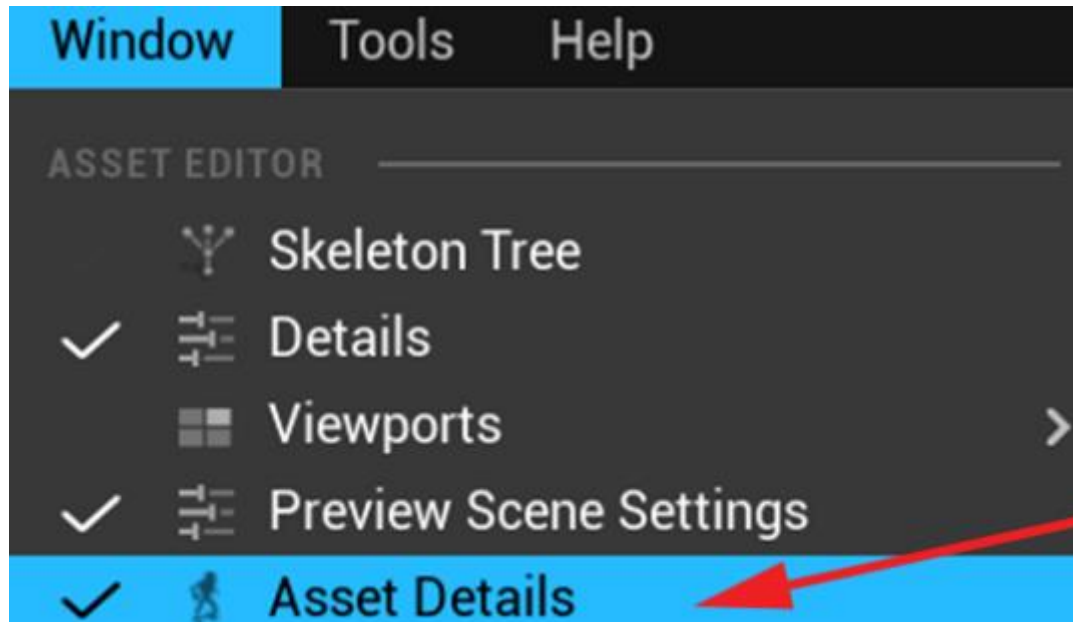 Window Tools Help
ASSET EDITOR
Skeleton Tree
Details
Viewports
Preview Scene Settings
Asset Details